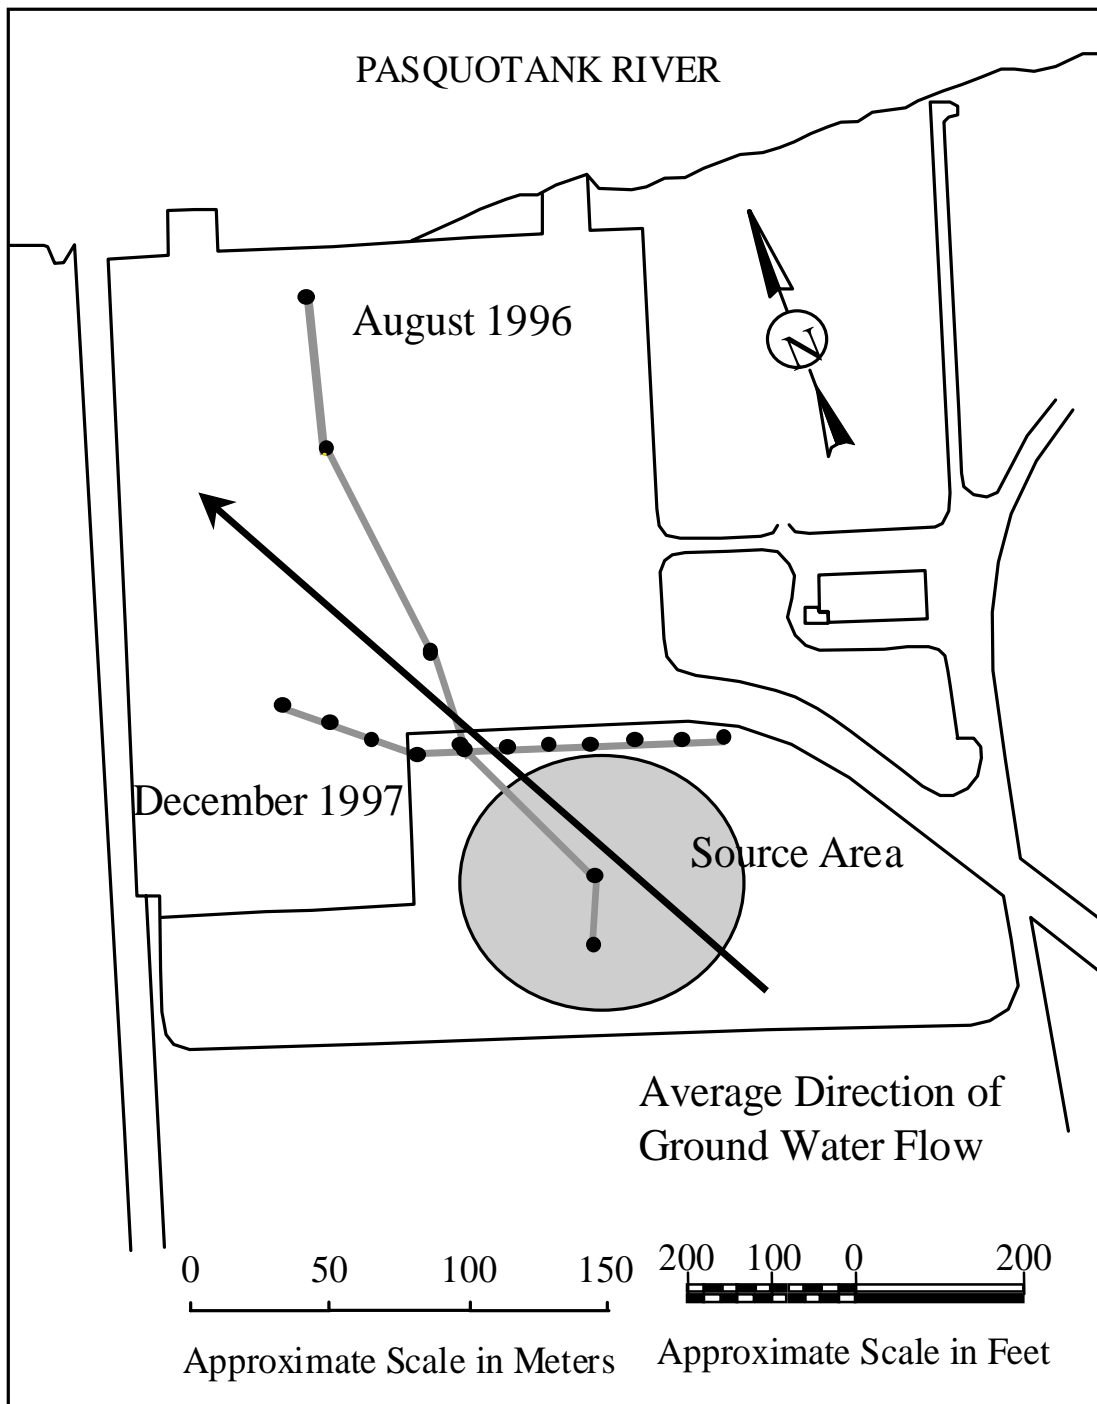 PASQUOTANK RIVER
August 1996
N
December 1997
Source Area
Average Direction of
Ground Water Flow
0 50 100 150
Approximate Scale in Meters
200 100 0 200
Approximate Scale in Feet